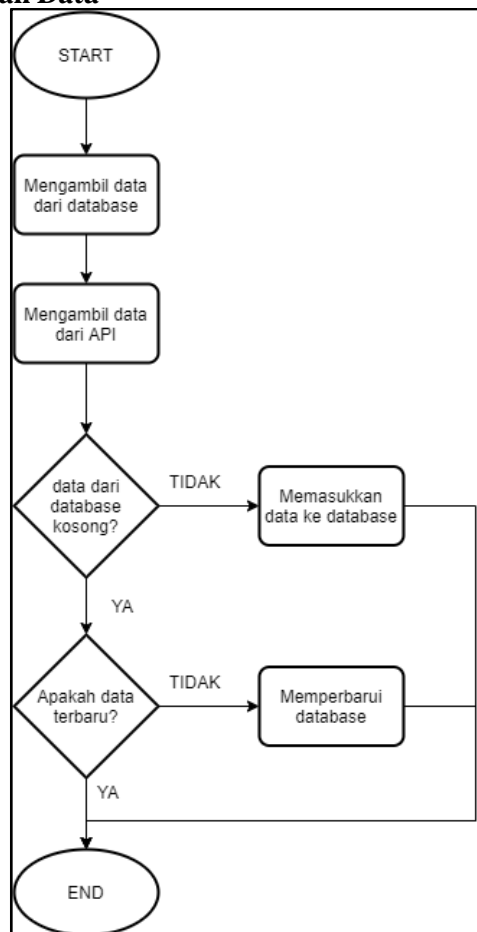 Data
START
Mengambil data
dari database
Mengambil data
dari API
data dari
database
kosong?
TIDAK
Memasukkan
data ke database
YA
Apakah data
terbaru?
TIDAK
Memperbarui
database
YA
END